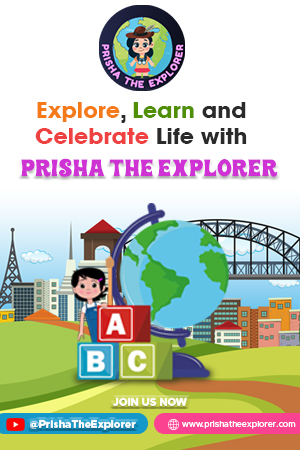 PRISHA THE EXPLORER
Explore, Learn and
Celebrate Life with
PRISHA THE EXPLORER
A
B C
JOIN US NOW
@PrishaTheExplorer
www.prishatheexplorer.com